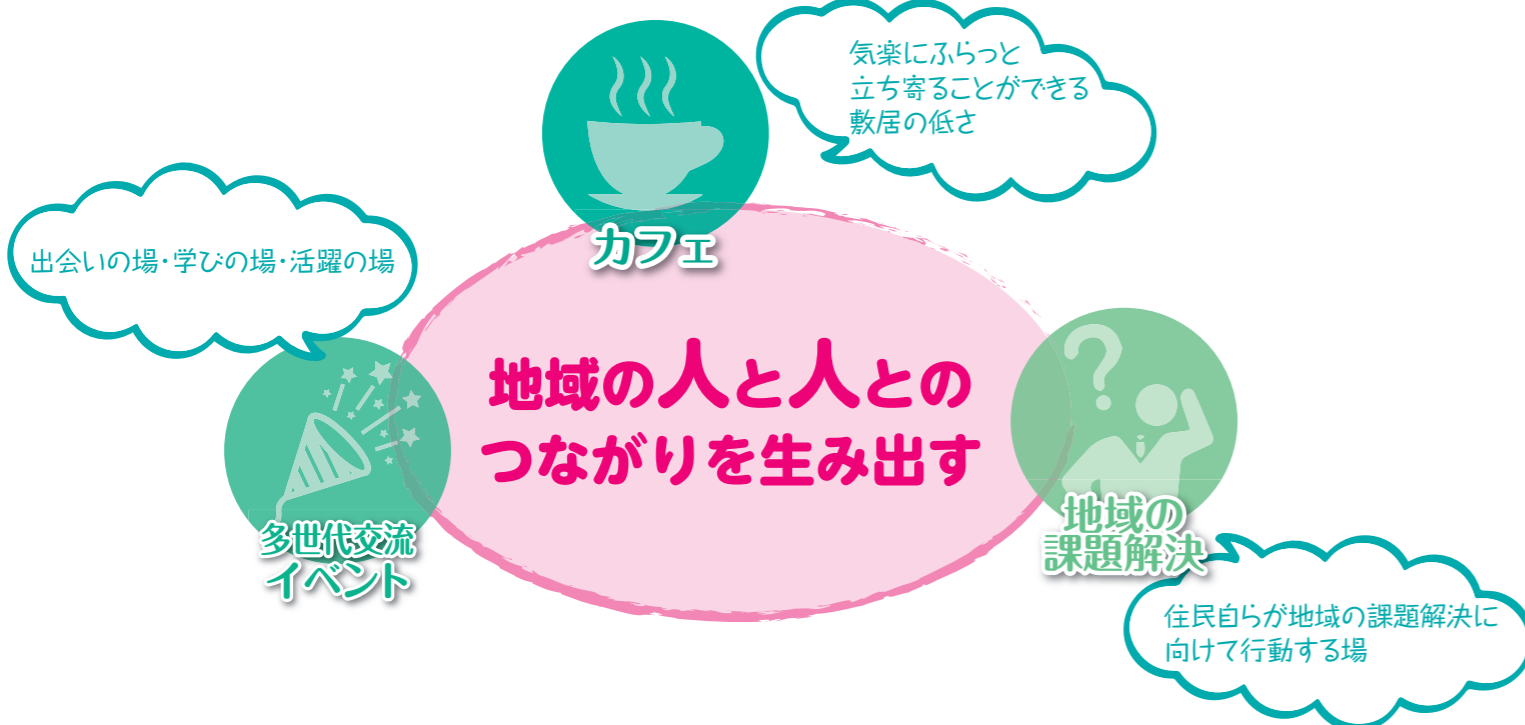 気楽にふらっと
立ち寄ることができる
敷居の低さ
カフェ
出会いの場・学びの場・活躍の場
地域の人と人との
つながりを生み出す
多世代交流
イベント
地域の
課題解決
住民自らが地域の課題解決に
向けて行動する場